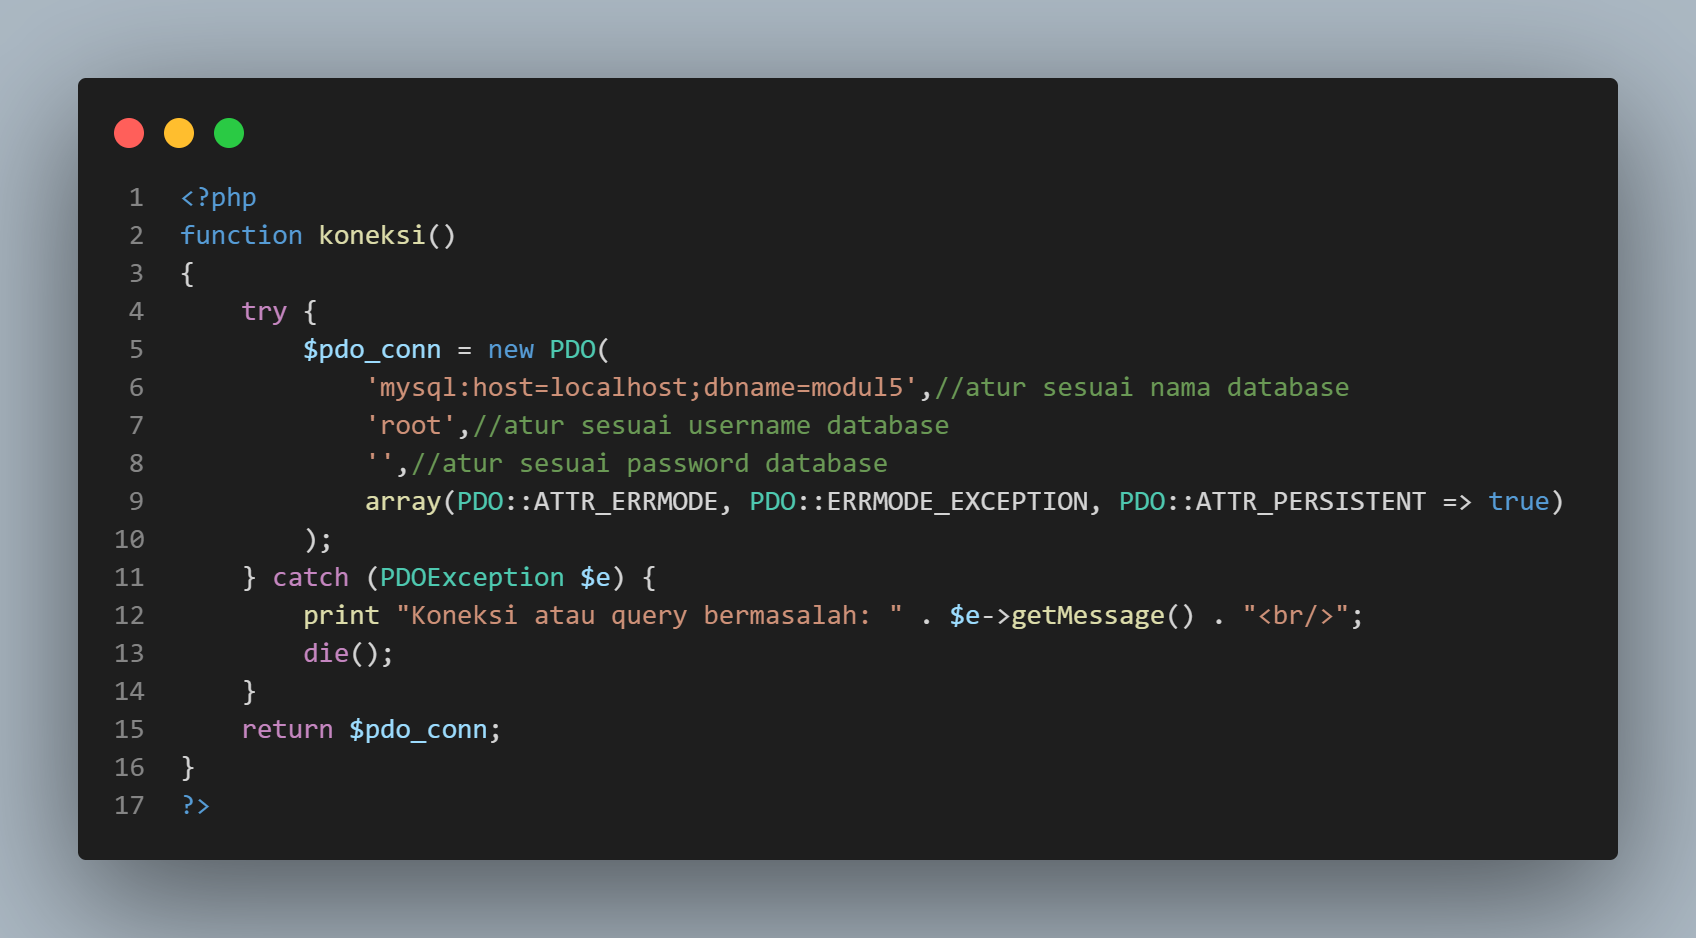 1 <?php
2 function koneksi()
3 {
4     try {
5         $pdo_conn = new PDO(
6             'mysql:host=localhost;dbname=modul5',//atur sesuai nama database
7             'root',//atur sesuai username database
8             '',//atur sesuai password database
9             array(PDO::ATTR_ERRMODE, PDO::ERRMODE_EXCEPTION, PDO::ATTR_PERSISTENT => true)
10         );
11     } catch (PDOException $e) {
12         print "Koneksi atau query bermasalah: " . $e->getMessage() . "<br/>";
13         die();
14     }
15     return $pdo_conn;
16 }
17 ?>